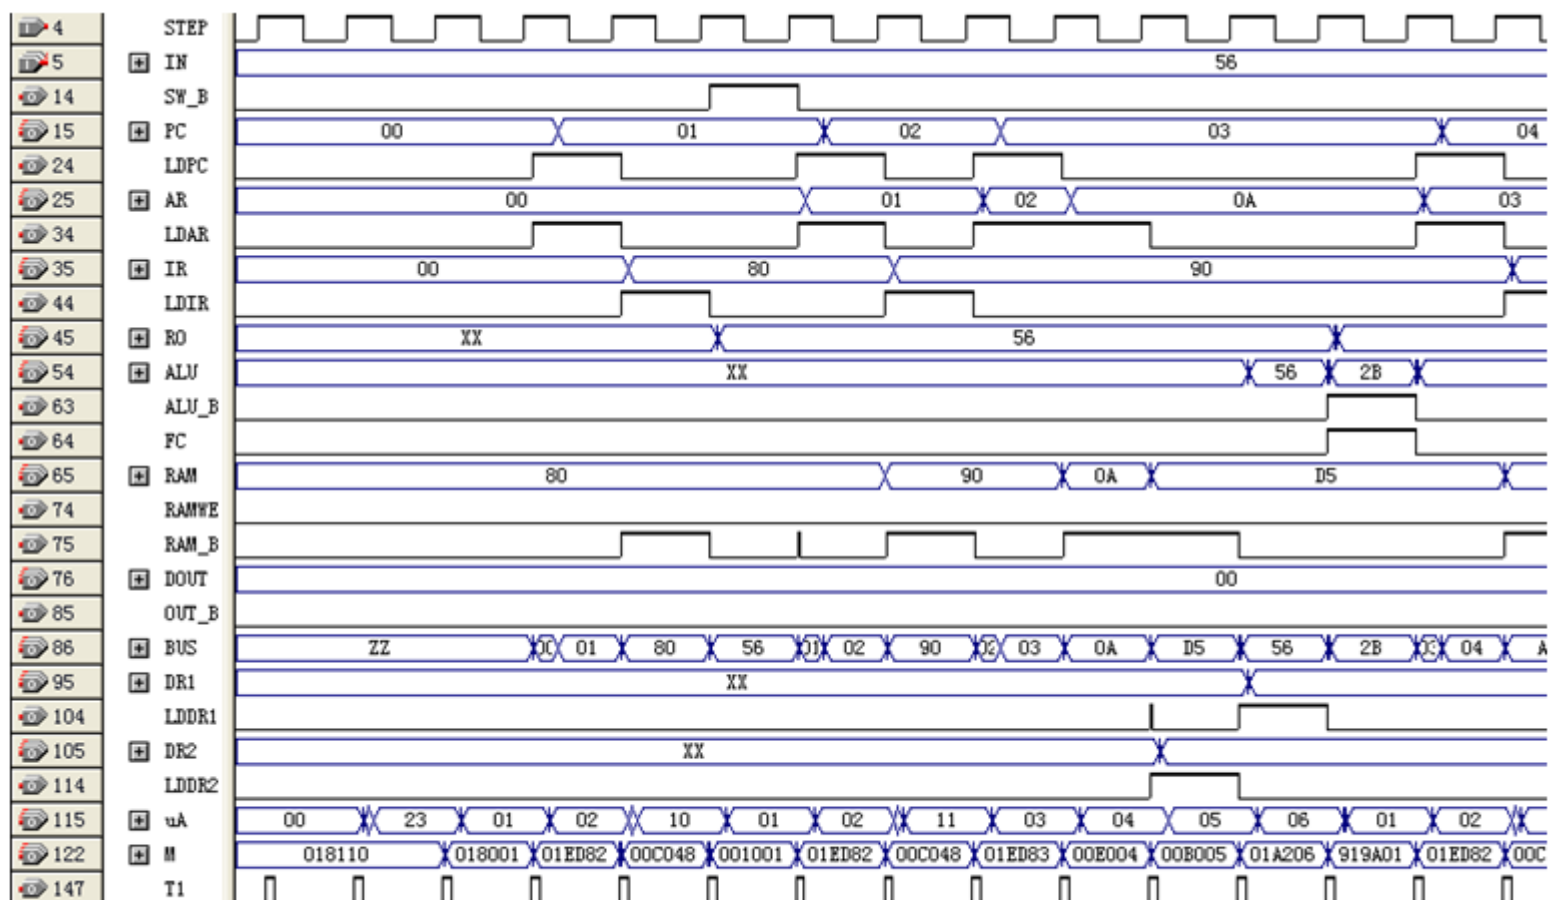 4 STEP
5 IN 56
14 SW_B
15 PC 00 01 02 03 04
24 LDPC
25 AR 00 01 02 0A 03
34 LDAR
35 IR 00 80 90
44 LDIR
45 RO XX 56
54 ALU XX 56 2B
63 ALU_B
64 FC
65 RAM 80 90 0A D5
74 RAMWE
75 RAM_B
76 DOUT 00
85 OUT_B
86 BUS ZZ 01 80 56 02 90 03 0A D5 56 2B 04 A
95 DR1 XX
104 LDDR1
105 DR2 XX
114 LDDR2
115 uA 00 23 01 02 10 01 02 11 03 04 05 06 01 02
122 M 018110 018001 01ED82 00C048 001001 01ED82 00C048 01ED83 00E004 00B005 01A206 919A01 01ED82 00C
147 T1